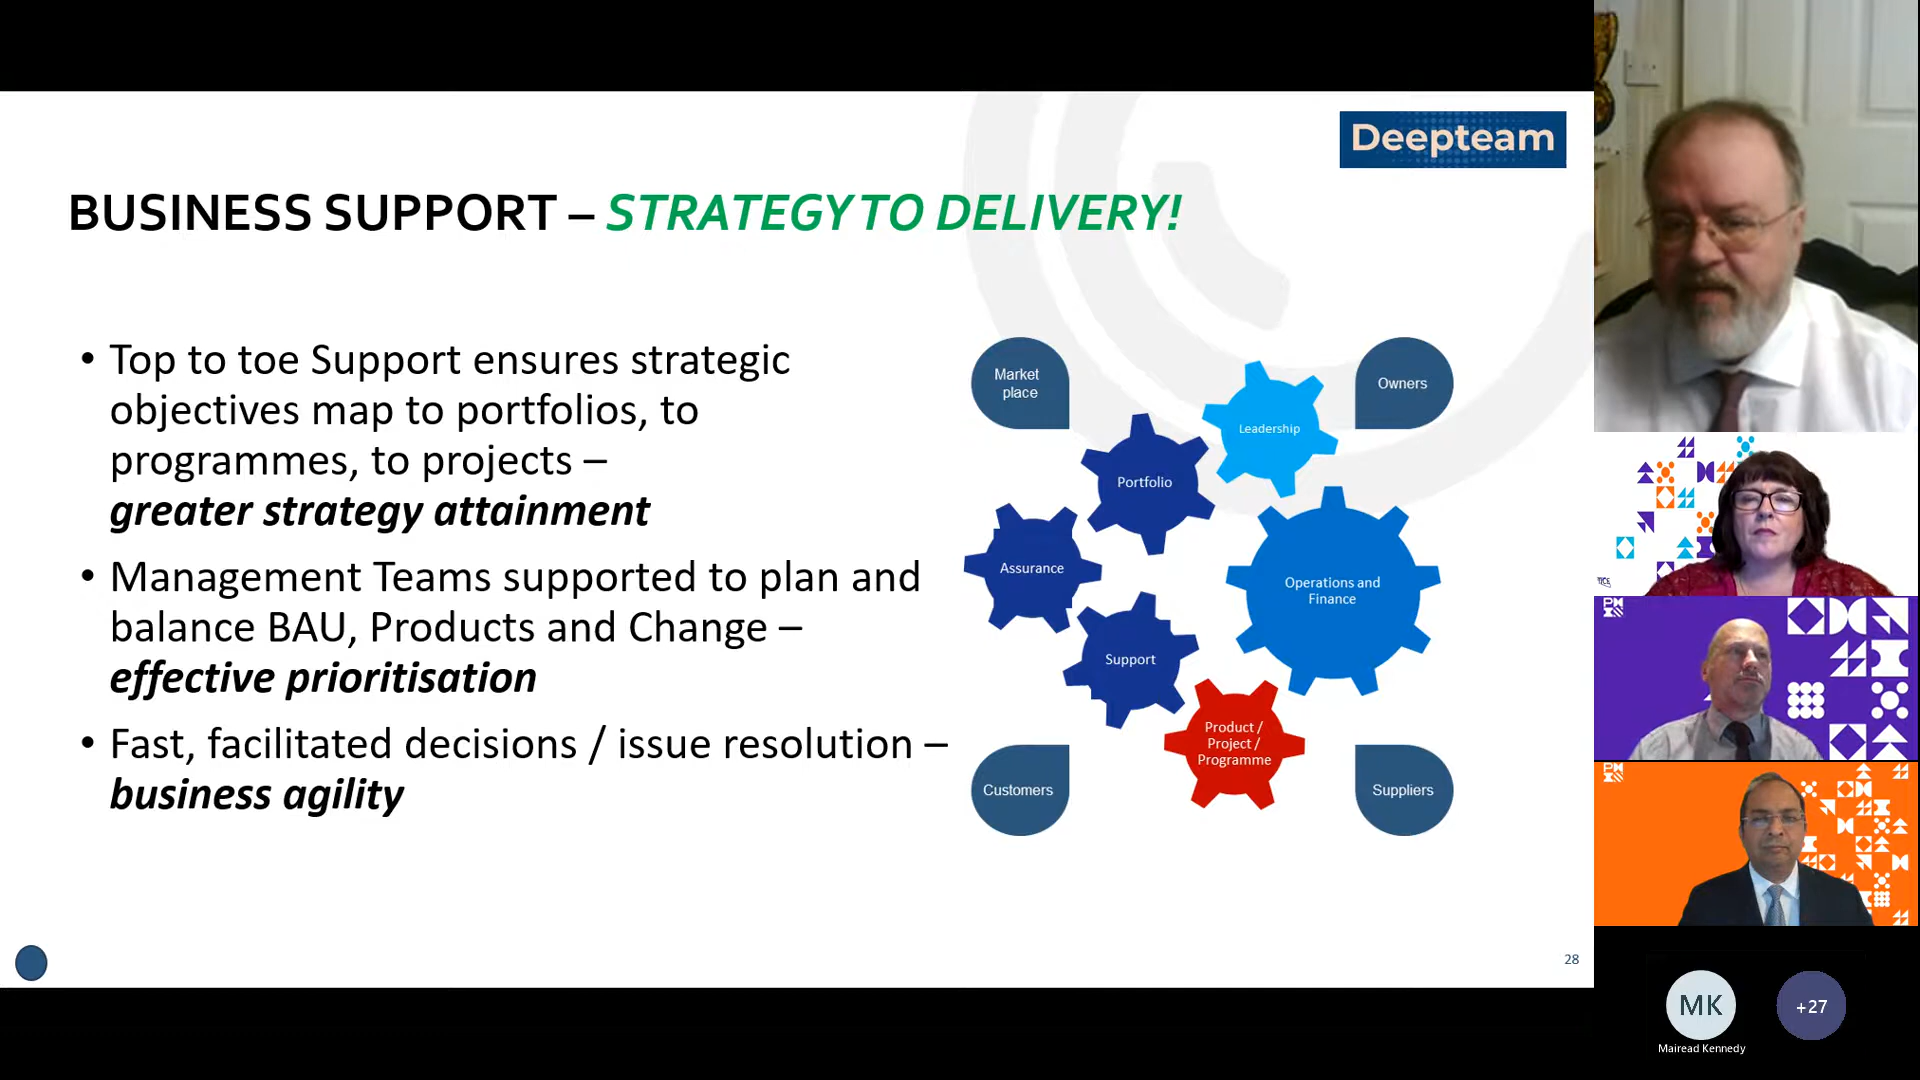 Deepteam
BUSINESS SUPPORT – STRATEGY TO DELIVERY!
• Top to toe Support ensures strategic
objectives map to portfolios, to
programmes, to projects –
greater strategy attainment
• Management Teams supported to plan and
balance BAU, Products and Change –
effective prioritisation
• Fast, facilitated decisions / issue resolution –
business agility
Market
place
Owners
Leadership
Portfolio
Assurance
Operations and
Finance
Support
Product /
Project /
Programme
Customers
Suppliers
28
MK
+27
Mairead Kennedy